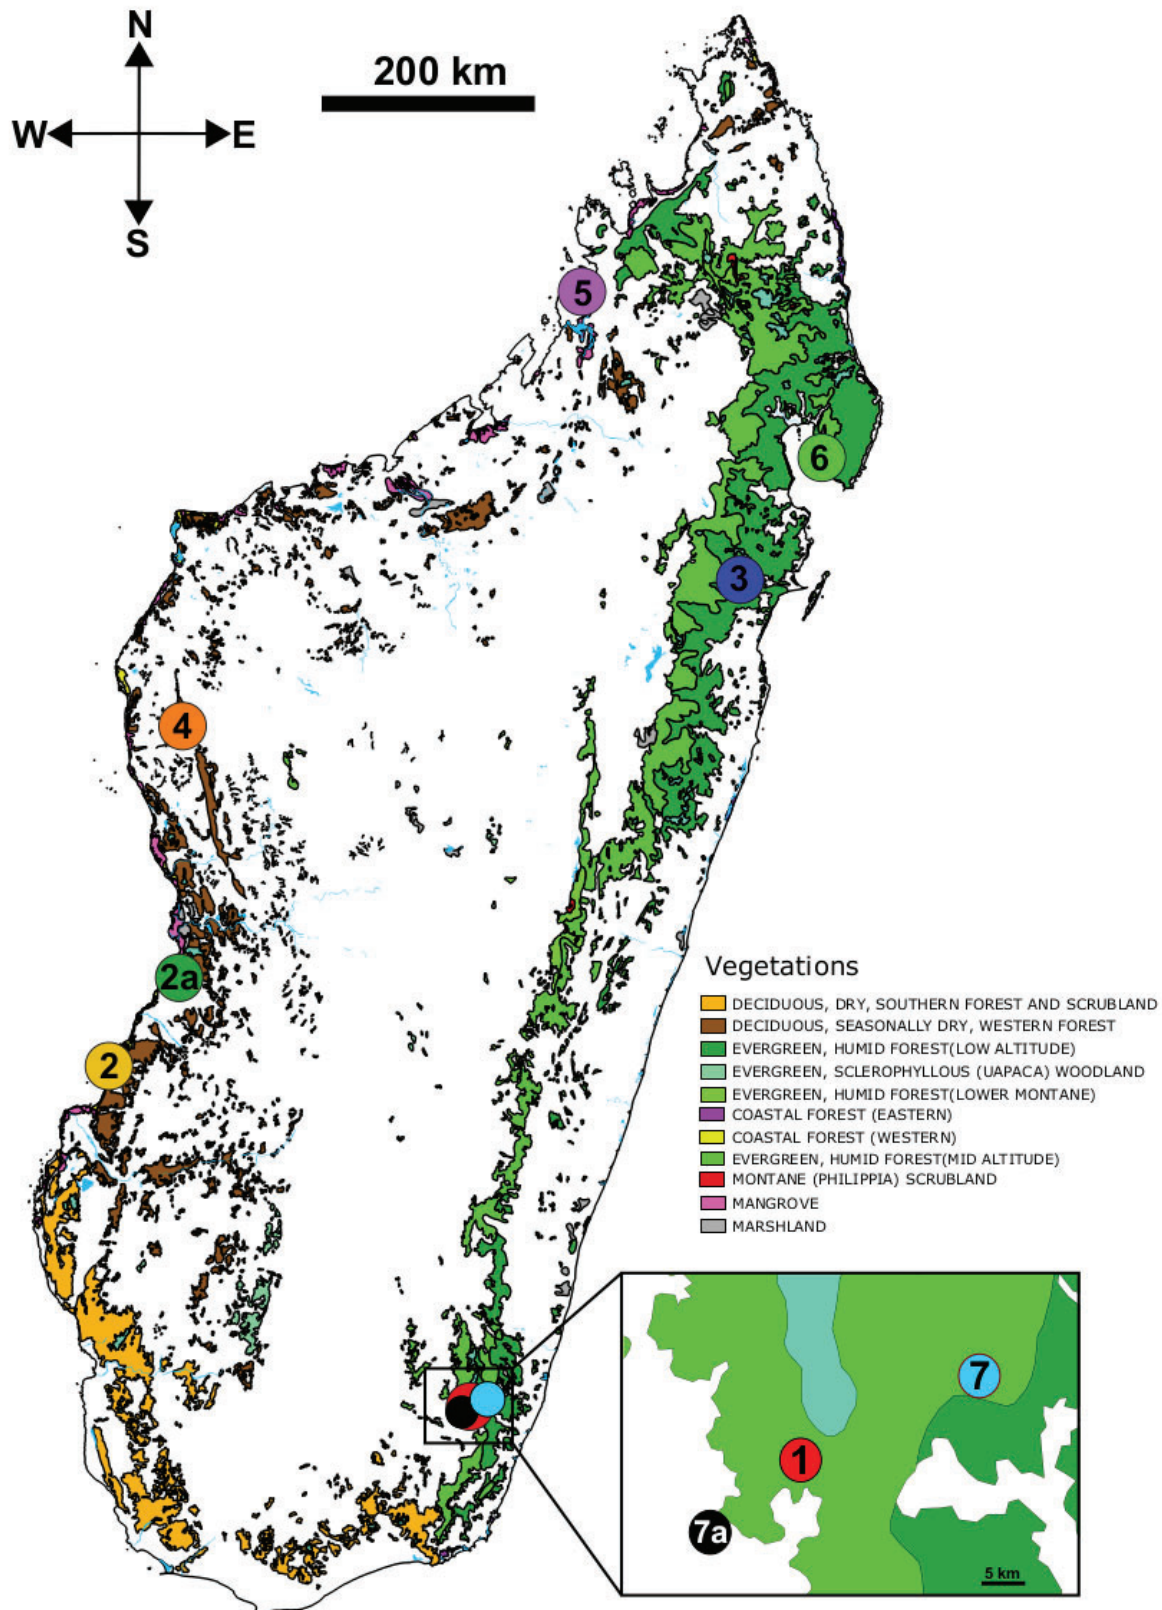 N
200 km
W E
S
5
6
3
4
2a
2
Vegetations
DECIDUOUS, DRY, SOUTHERN FOREST AND SCRUBLAND
DECIDUOUS, SEASONALLY DRY, WESTERN FOREST
EVERGREEN, HUMID FOREST(LOW ALTITUDE)
EVERGREEN, SCLEROPHYLLOUS (UAPACA) WOODLAND
EVERGREEN, HUMID FOREST(LOWER MONTANE)
COASTAL FOREST (EASTERN)
COASTAL FOREST (WESTERN)
EVERGREEN, HUMID FOREST(MID ALTITUDE)
MONTANE (PHILIPPIA) SCRUBLAND
MANGROVE
MARSHLAND
7
1
7a
5 km